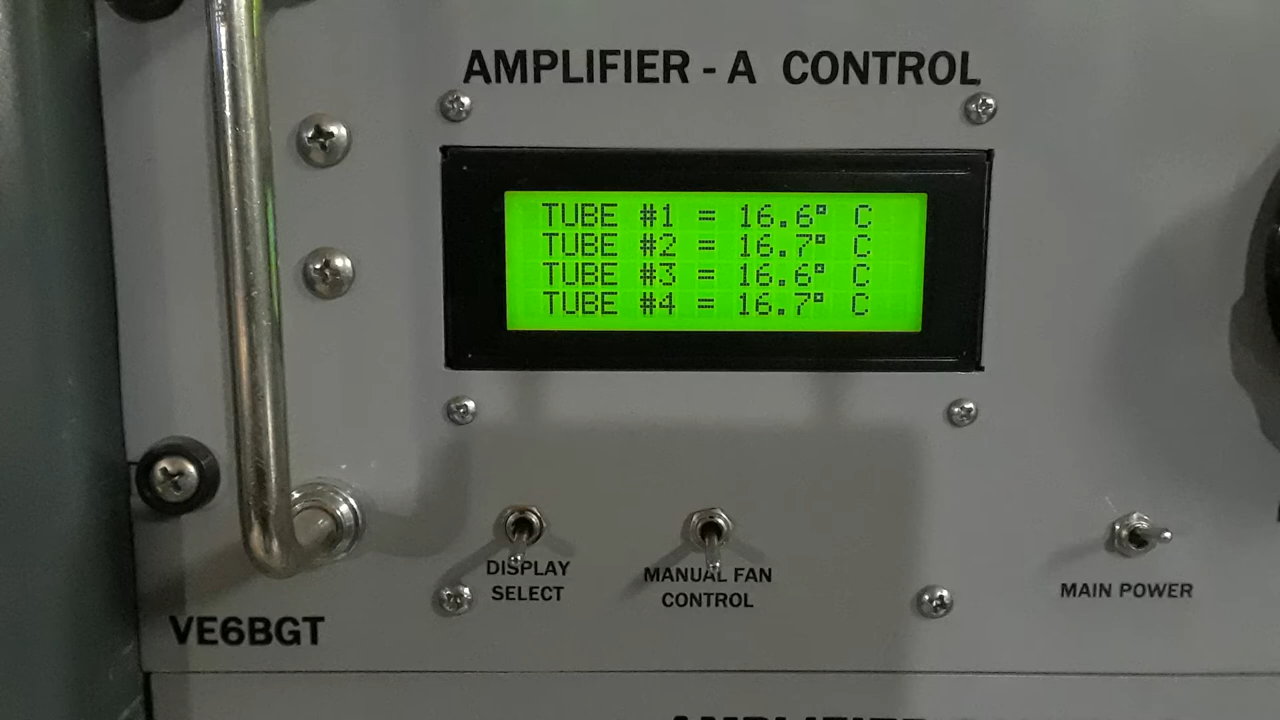 AMPLIFIER - A CONTROL
TUBE #1 = 16.6° C
TUBE #2 = 16.7° C
TUBE #3 = 16.6° C
TUBE #4 = 16.7° C
DISPLAY
SELECT
MANUAL FAN
CONTROL
MAIN POWER
VE6BGT